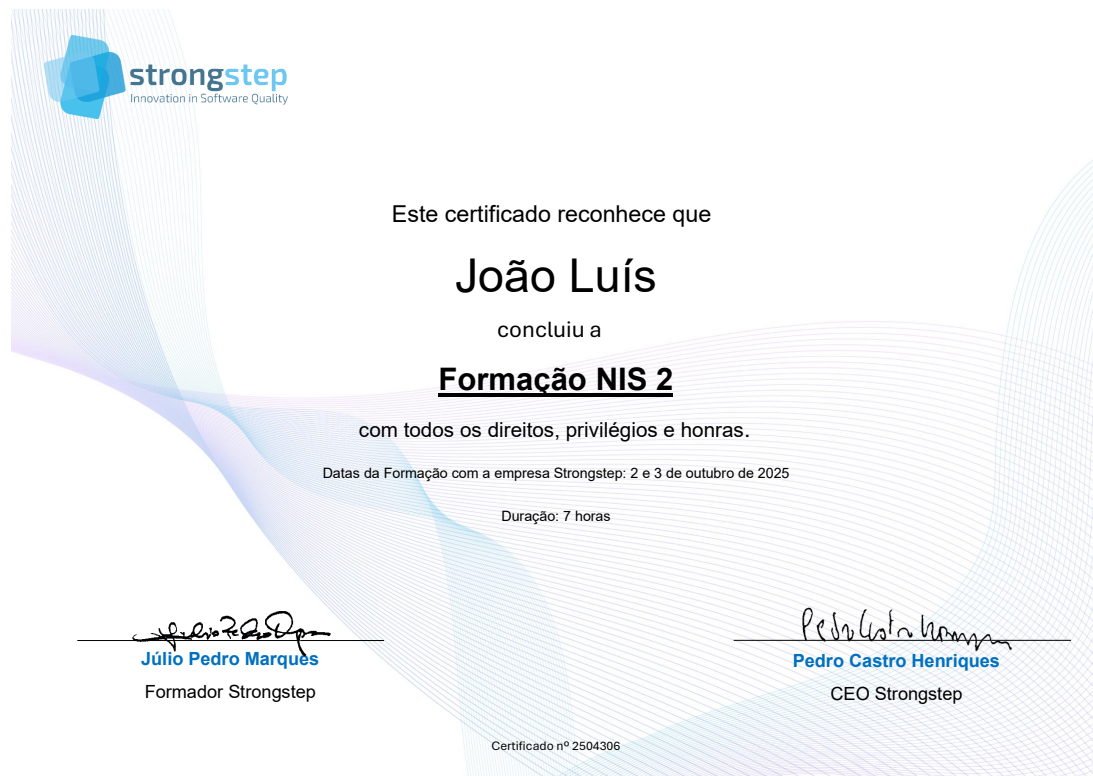 strongstep
Innovation in Software Quality
Este certificado reconhece que
João Luís
concluiu a
Formação NIS 2
com todos os direitos, privilégios e honras.
Datas da Formação com a empresa Strongstep: 2 e 3 de outubro de 2025
Duração: 7 horas
Júlio Pedro Marques
Formador Strongstep
Pedro Castro Henriques
CEO Strongstep
Certificado nº 2504306